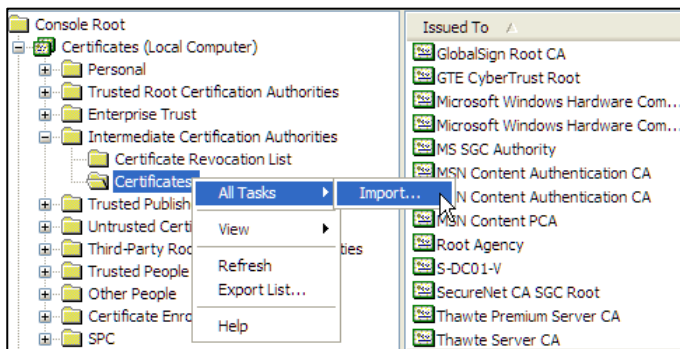 Console Root
Certificates (Local Computer)
Personal
Trusted Root Certification Authorities
Enterprise Trust
Intermediate Certification Authorities
Certificate Revocation List
Certificates
Trusted Publish
Untrusted Certi
Third-Party Roo
ties
Trusted People
Other People
Certificate Enro
SPC
All Tasks
View
Refresh
Export List...
Help
Import...
Issued To
GlobalSign Root CA
GTE CyberTrust Root
Microsoft Windows Hardware Com...
Microsoft Windows Hardware Com...
MS SGC Authority
MSN Content Authentication CA
N Content Authentication CA
MSN Content PCA
Root Agency
S-DC01-V
SecureNet CA SGC Root
Thawte Premium Server CA
Thawte Server CA